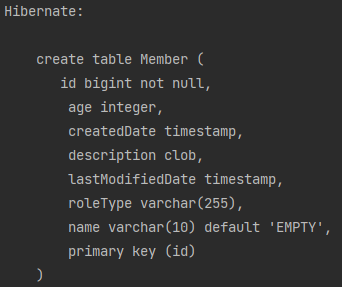 Hibernate:
create table Member (
id bigint not null,
age integer,
createdDate timestamp,
description clob,
lastModifiedDate timestamp,
roleType varchar(255),
name varchar(10) default 'EMPTY',
primary key (id)
)